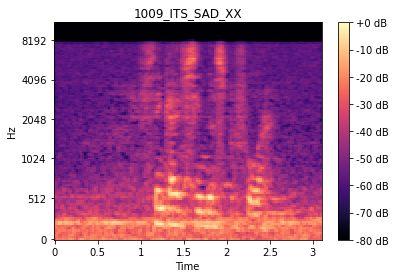 1009_ITS_SAD_XX
+0 dB
8192
-10 dB
4096
-20 dB
-30 dB
2048
Hz
-40 dB
1024
-50 dB
-60 dB
512
-70 dB
0
-80 dB
0 0.5 1 1.5 2 2.5 3
Time